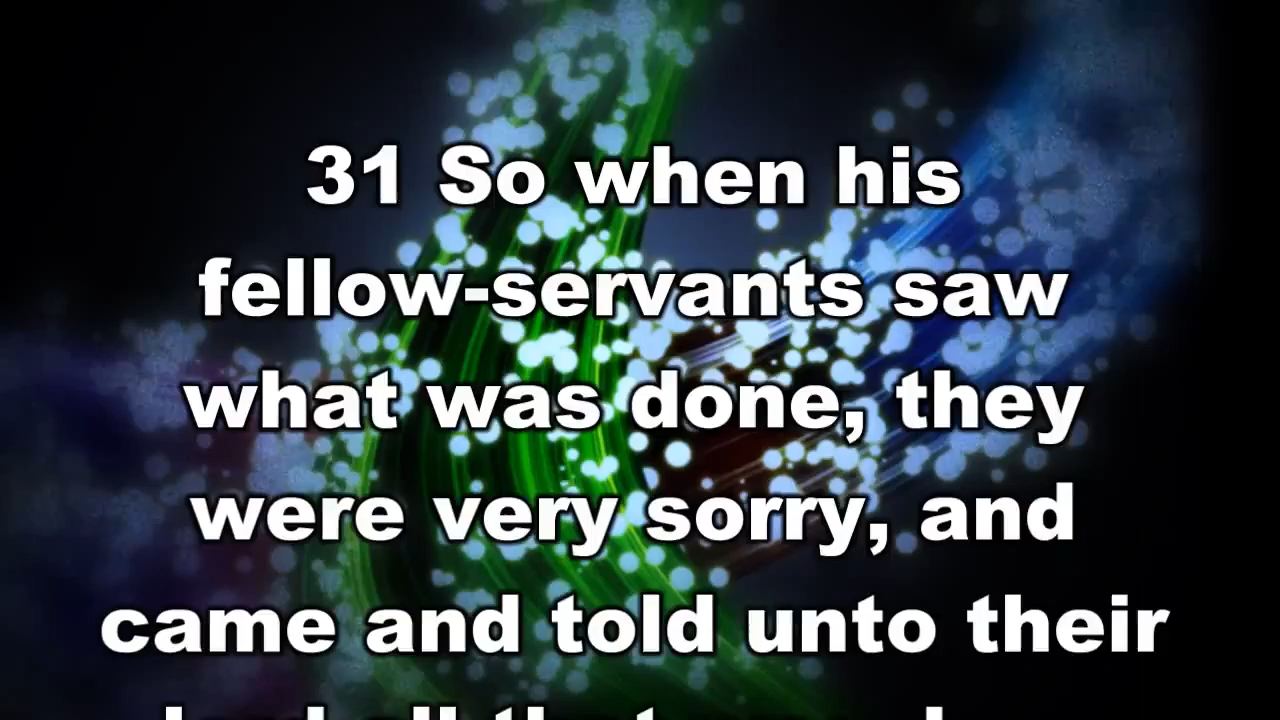 31 So when his
fellow-servants saw
what was done, they
were very sorry, and
came and told unto their